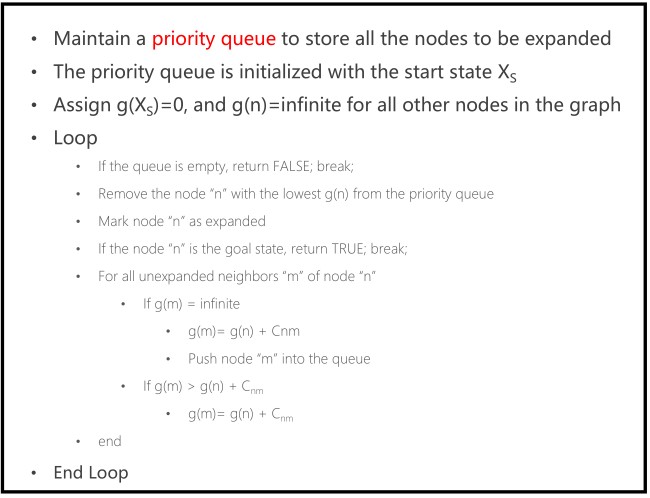 • Maintain a priority queue to store all the nodes to be expanded
• The priority queue is initialized with the start state X_S
• Assign g(X_S)=0, and g(n)=infinite for all other nodes in the graph
• Loop
• If the queue is empty, return FALSE; break;
• Remove the node “n” with the lowest g(n) from the priority queue
• Mark node “n” as expanded
• If the node “n” is the goal state, return TRUE; break;
• For all unexpanded neighbors “m” of node “n”
• If g(m) = infinite
• g(m)= g(n) + Cnm
• Push node “m” into the queue
• If g(m) > g(n) + C_nm
• g(m)= g(n) + C_nm
• end
• End Loop